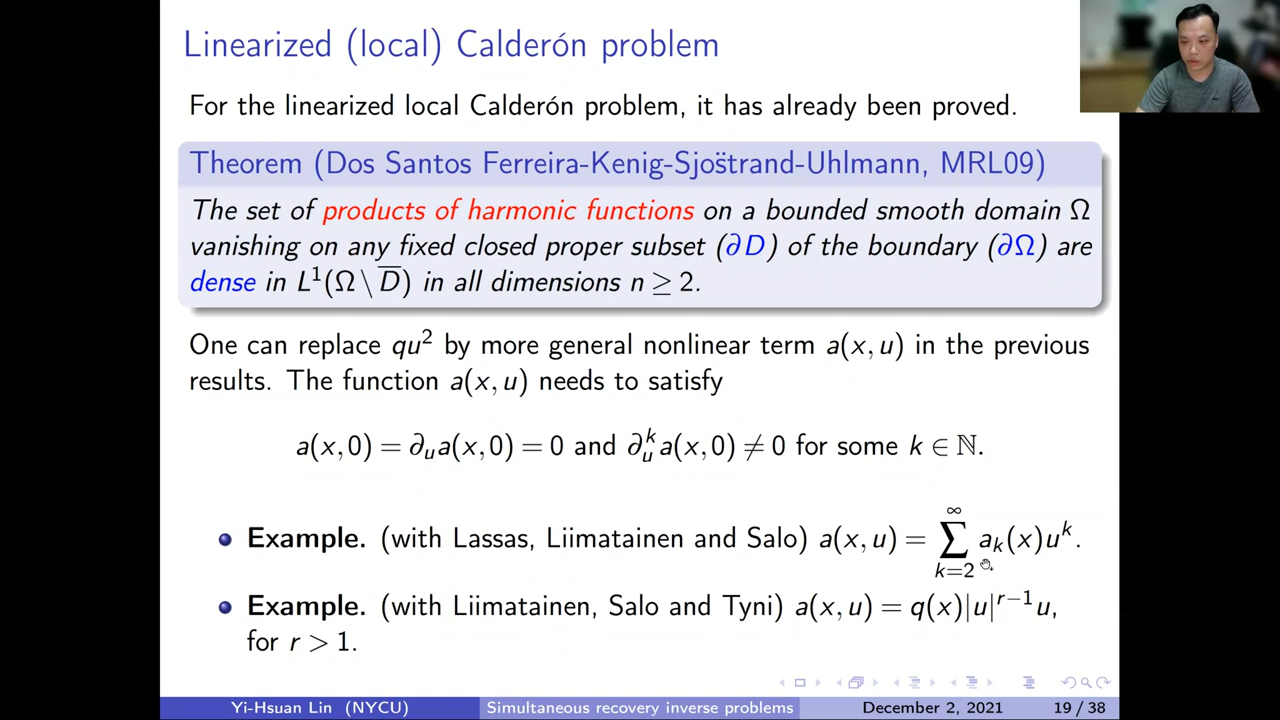 Linearized (local) Calderón problem
For the linearized local Calderón problem, it has already been proved.
Theorem (Dos Santos Ferreira-Kenig-Sjöstrand-Uhlmann, MRL09)
The set of products of harmonic functions on a bounded smooth domain Ω
vanishing on any fixed closed proper subset (∂D) of the boundary (∂Ω) are
dense in L¹(Ω \ D̅) in all dimensions n ≥ 2.
One can replace qu² by more general nonlinear term a(x, u) in the previous
results. The function a(x, u) needs to satisfy
a(x, 0) = ∂ᵤa(x, 0) = 0 and ∂ᵤᵏa(x, 0) ≠ 0 for some k ∈ ℕ.
Example. (with Lassas, Liimatainen and Salo) a(x, u) = ∑_{k=2}^{∞} aₖ(x)uᵏ.
Example. (with Liimatainen, Salo and Tyni) a(x, u) = q(x)|u|ʳ⁻¹u,
for r > 1.
Yi-Hsuan Lin (NYCU) Simultaneous recovery inverse problems December 2, 2021 19 / 38